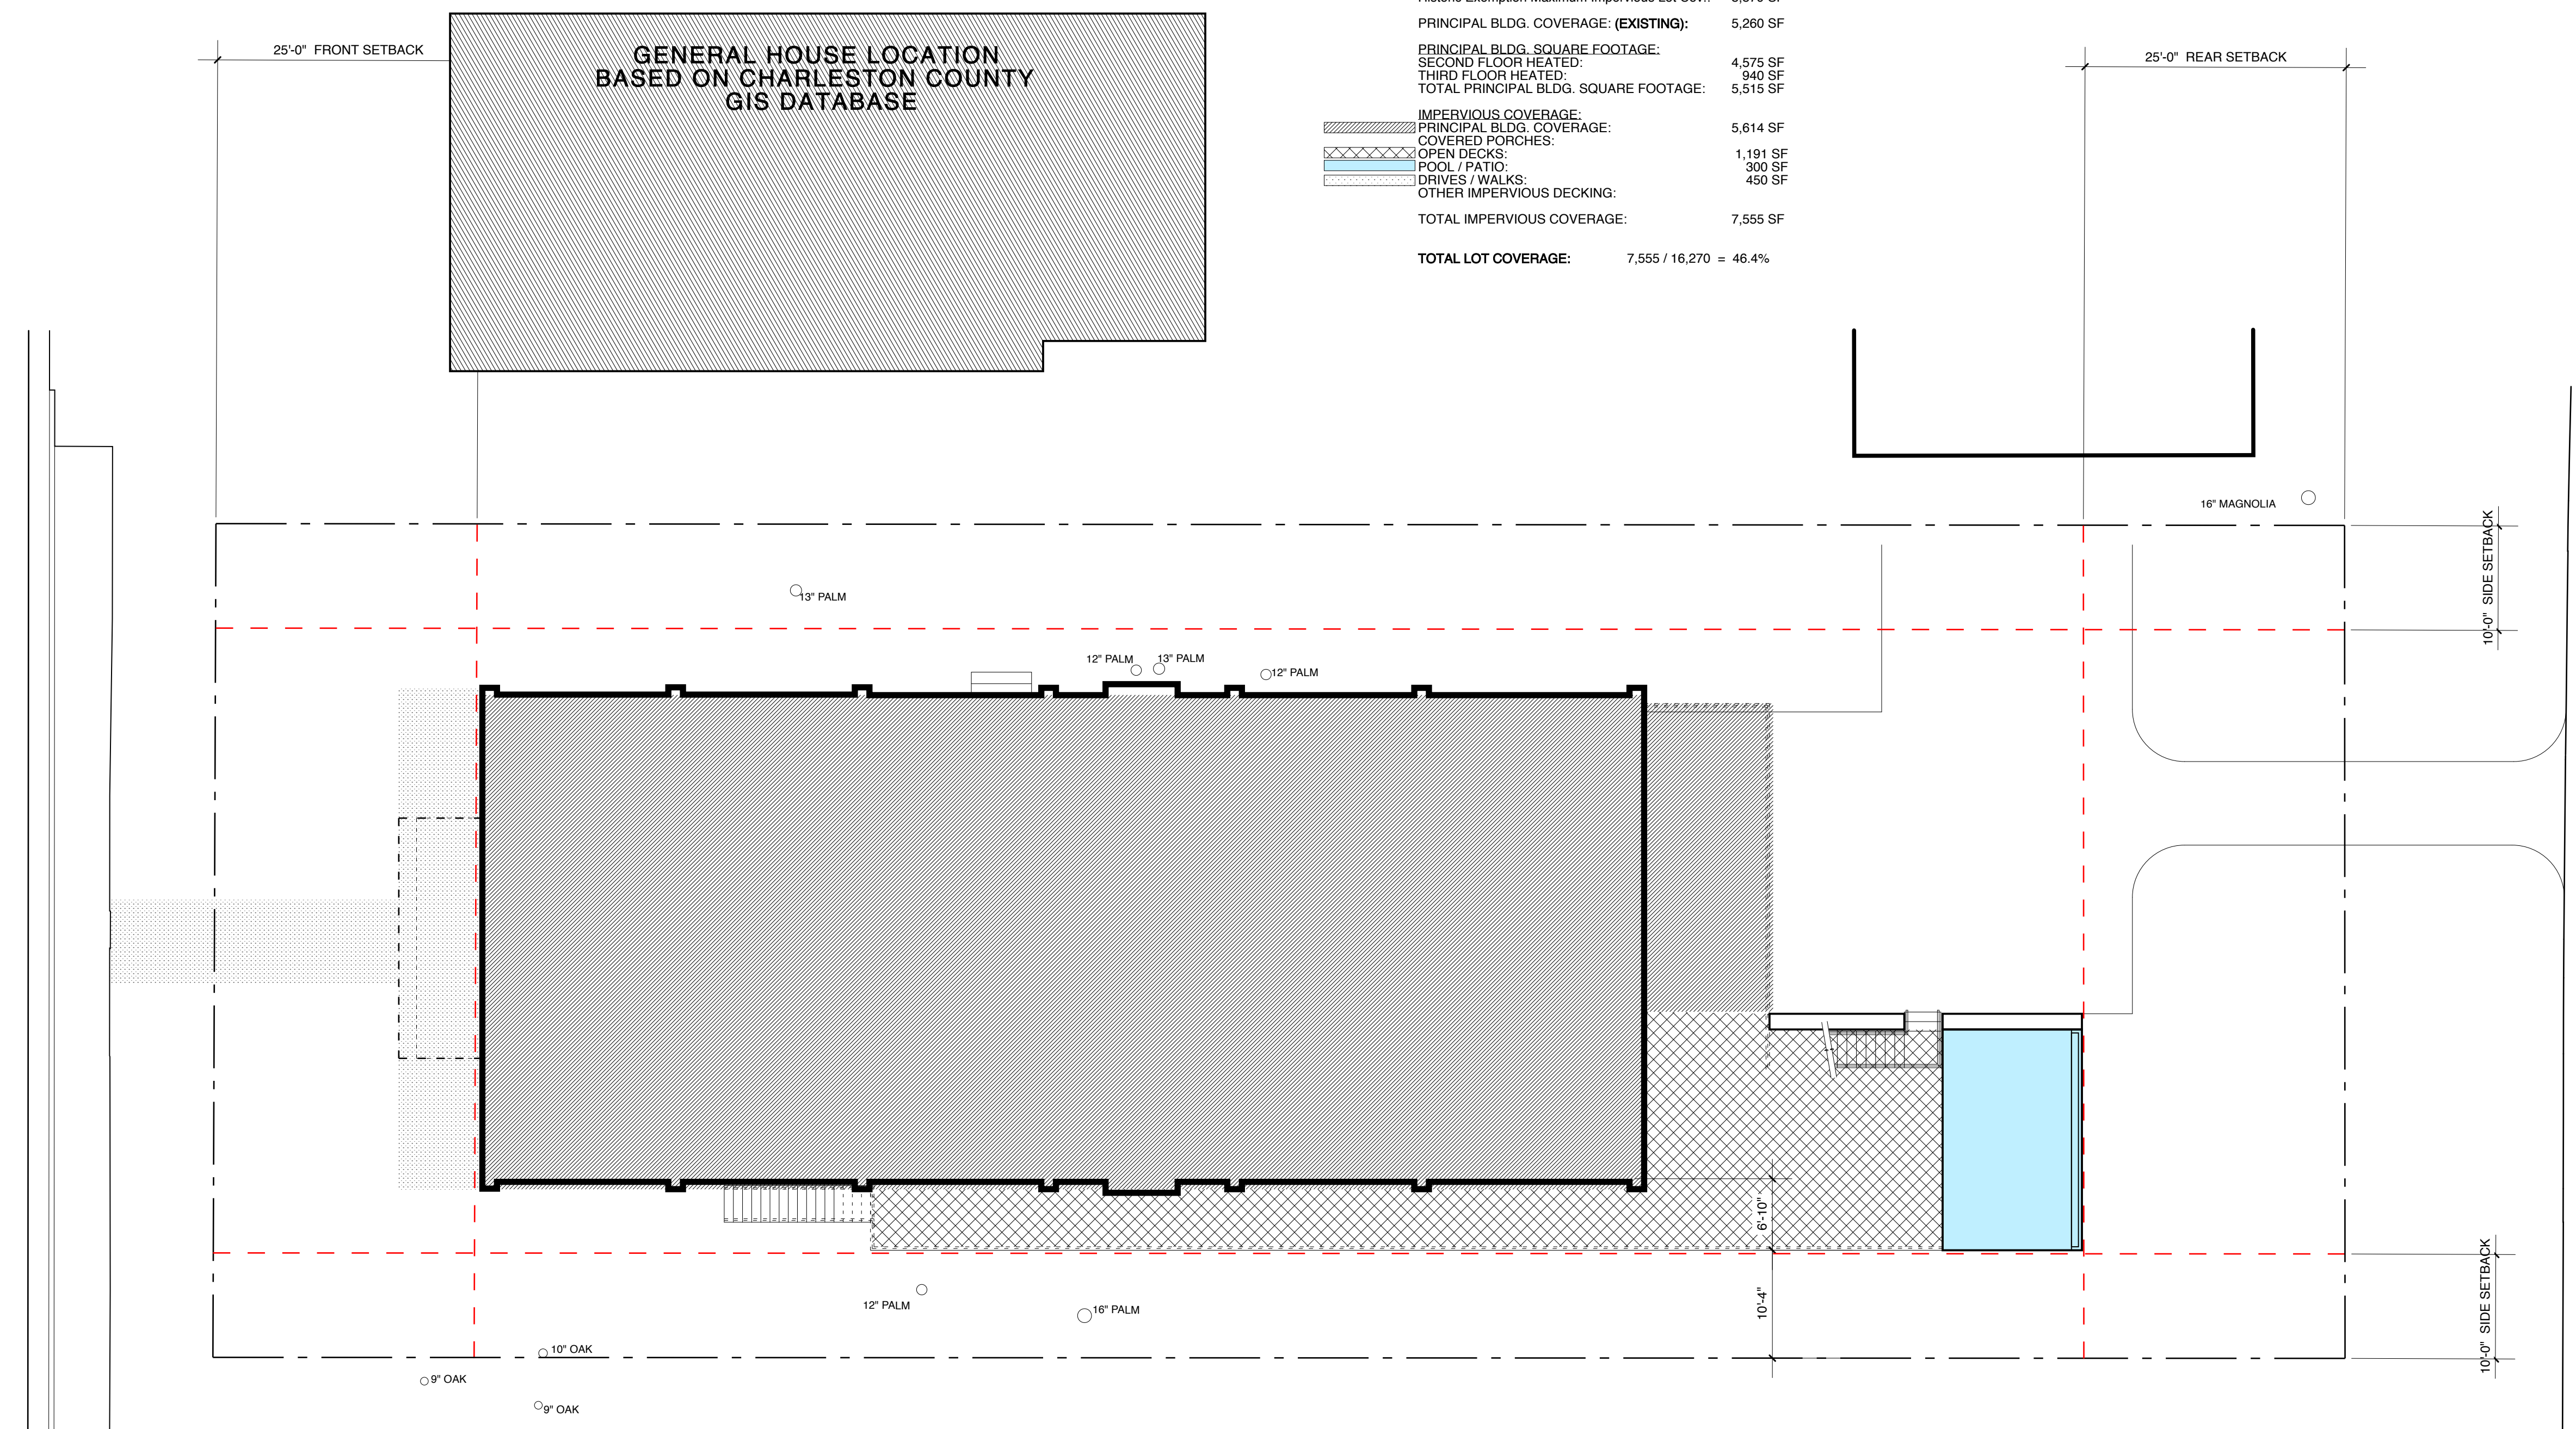 PRINCIPAL BLDG. COVERAGE: (EXISTING): 5,260 SF
25'-0" FRONT SETBACK
GENERAL HOUSE LOCATION
BASED ON CHARLESTON COUNTY
GIS DATABASE
PRINCIPAL BLDG. SQUARE FOOTAGE:
SECOND FLOOR HEATED: 4,575 SF
THIRD FLOOR HEATED: 940 SF
TOTAL PRINCIPAL BLDG. SQUARE FOOTAGE: 5,515 SF
25'-0" REAR SETBACK
IMPERVIOUS COVERAGE:
PRINCIPAL BLDG. COVERAGE: 5,614 SF
COVERED PORCHES:
OPEN DECKS: 1,191 SF
POOL / PATIO: 300 SF
DRIVES / WALKS: 450 SF
OTHER IMPERVIOUS DECKING:
TOTAL IMPERVIOUS COVERAGE: 7,555 SF
TOTAL LOT COVERAGE: 7,555 / 16,270 = 46.4%
16" MAGNOLIA
10'-0" SIDE SETBACK
13" PALM
12" PALM
13" PALM
12" PALM
6'-10"
10'-4"
10'-0" SIDE SETBACK
12" PALM
16" PALM
10" OAK
9" OAK
9" OAK